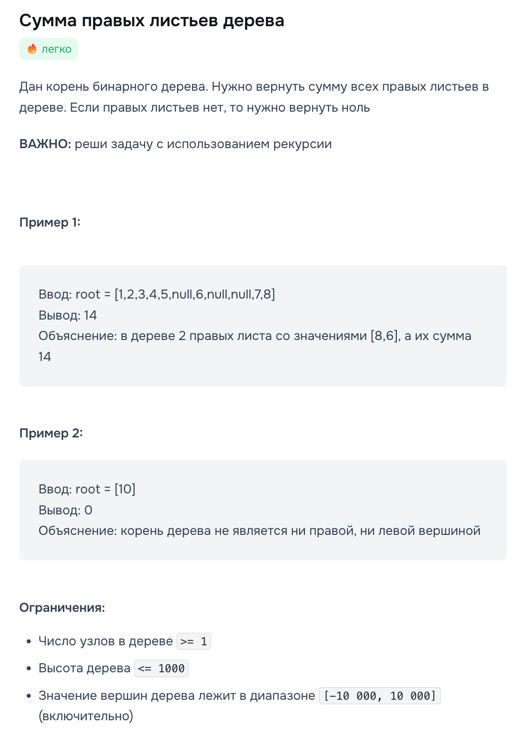 Сумма правых листьев дерева
🔥 легко
Дан корень бинарного дерева. Нужно вернуть сумму всех правых листьев в
дереве. Если правых листьев нет, то нужно вернуть ноль
ВАЖНО: реши задачу с использованием рекурсии
Пример 1:
Ввод: root = [1,2,3,4,5,null,6,null,null,7,8]
Вывод: 14
Объяснение: в дереве 2 правых листа со значениями [8,6], а их сумма
14
Пример 2:
Ввод: root = [10]
Вывод: 0
Объяснение: корень дерева не является ни правой, ни левой вершиной
Ограничения:
• Число узлов в дереве >= 1
• Высота дерева <= 1000
• Значение вершин дерева лежит в диапазоне [-10 000, 10 000]
(включительно)